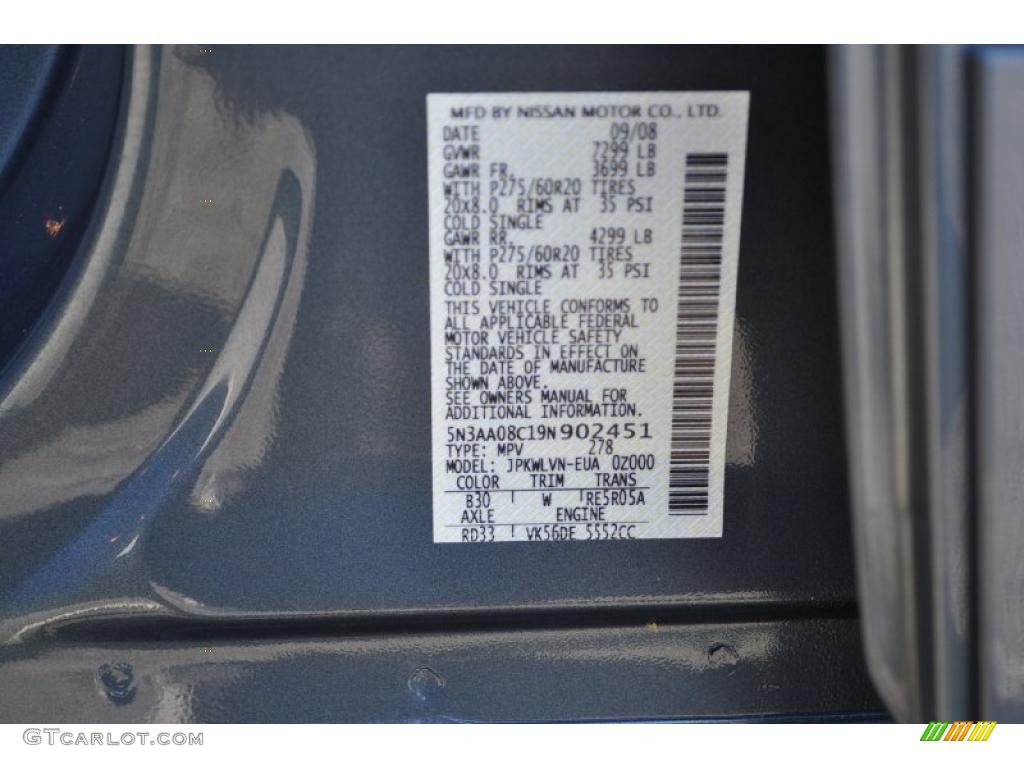 MFD BY NISSAN MOTOR CO., LTD.
DATE 09/08
GVWR 7299 LB
GAWR FR. 3699 LB
WITH P275/60R20 TIRES
20X8.0 RIMS AT 35 PSI
COLD SINGLE
GAWR RR. 4299 LB
WITH P275/60R20 TIRES
20X8.0 RIMS AT 35 PSI
COLD SINGLE
THIS VEHICLE CONFORMS TO
ALL APPLICABLE FEDERAL
MOTOR VEHICLE SAFETY
STANDARDS IN EFFECT ON
THE DATE OF MANUFACTURE
SHOWN ABOVE.
SEE OWNERS MANUAL FOR
ADDITIONAL INFORMATION.
5N3AA08C19N902451
TYPE: MPV 278
MODEL: JPKWLVN-EUA 0Z000
COLOR TRIM TRANS
B30 W RE5R05A
AXLE ENGINE
RD33 VK56DE 5552CC
GTCARLOT.COM